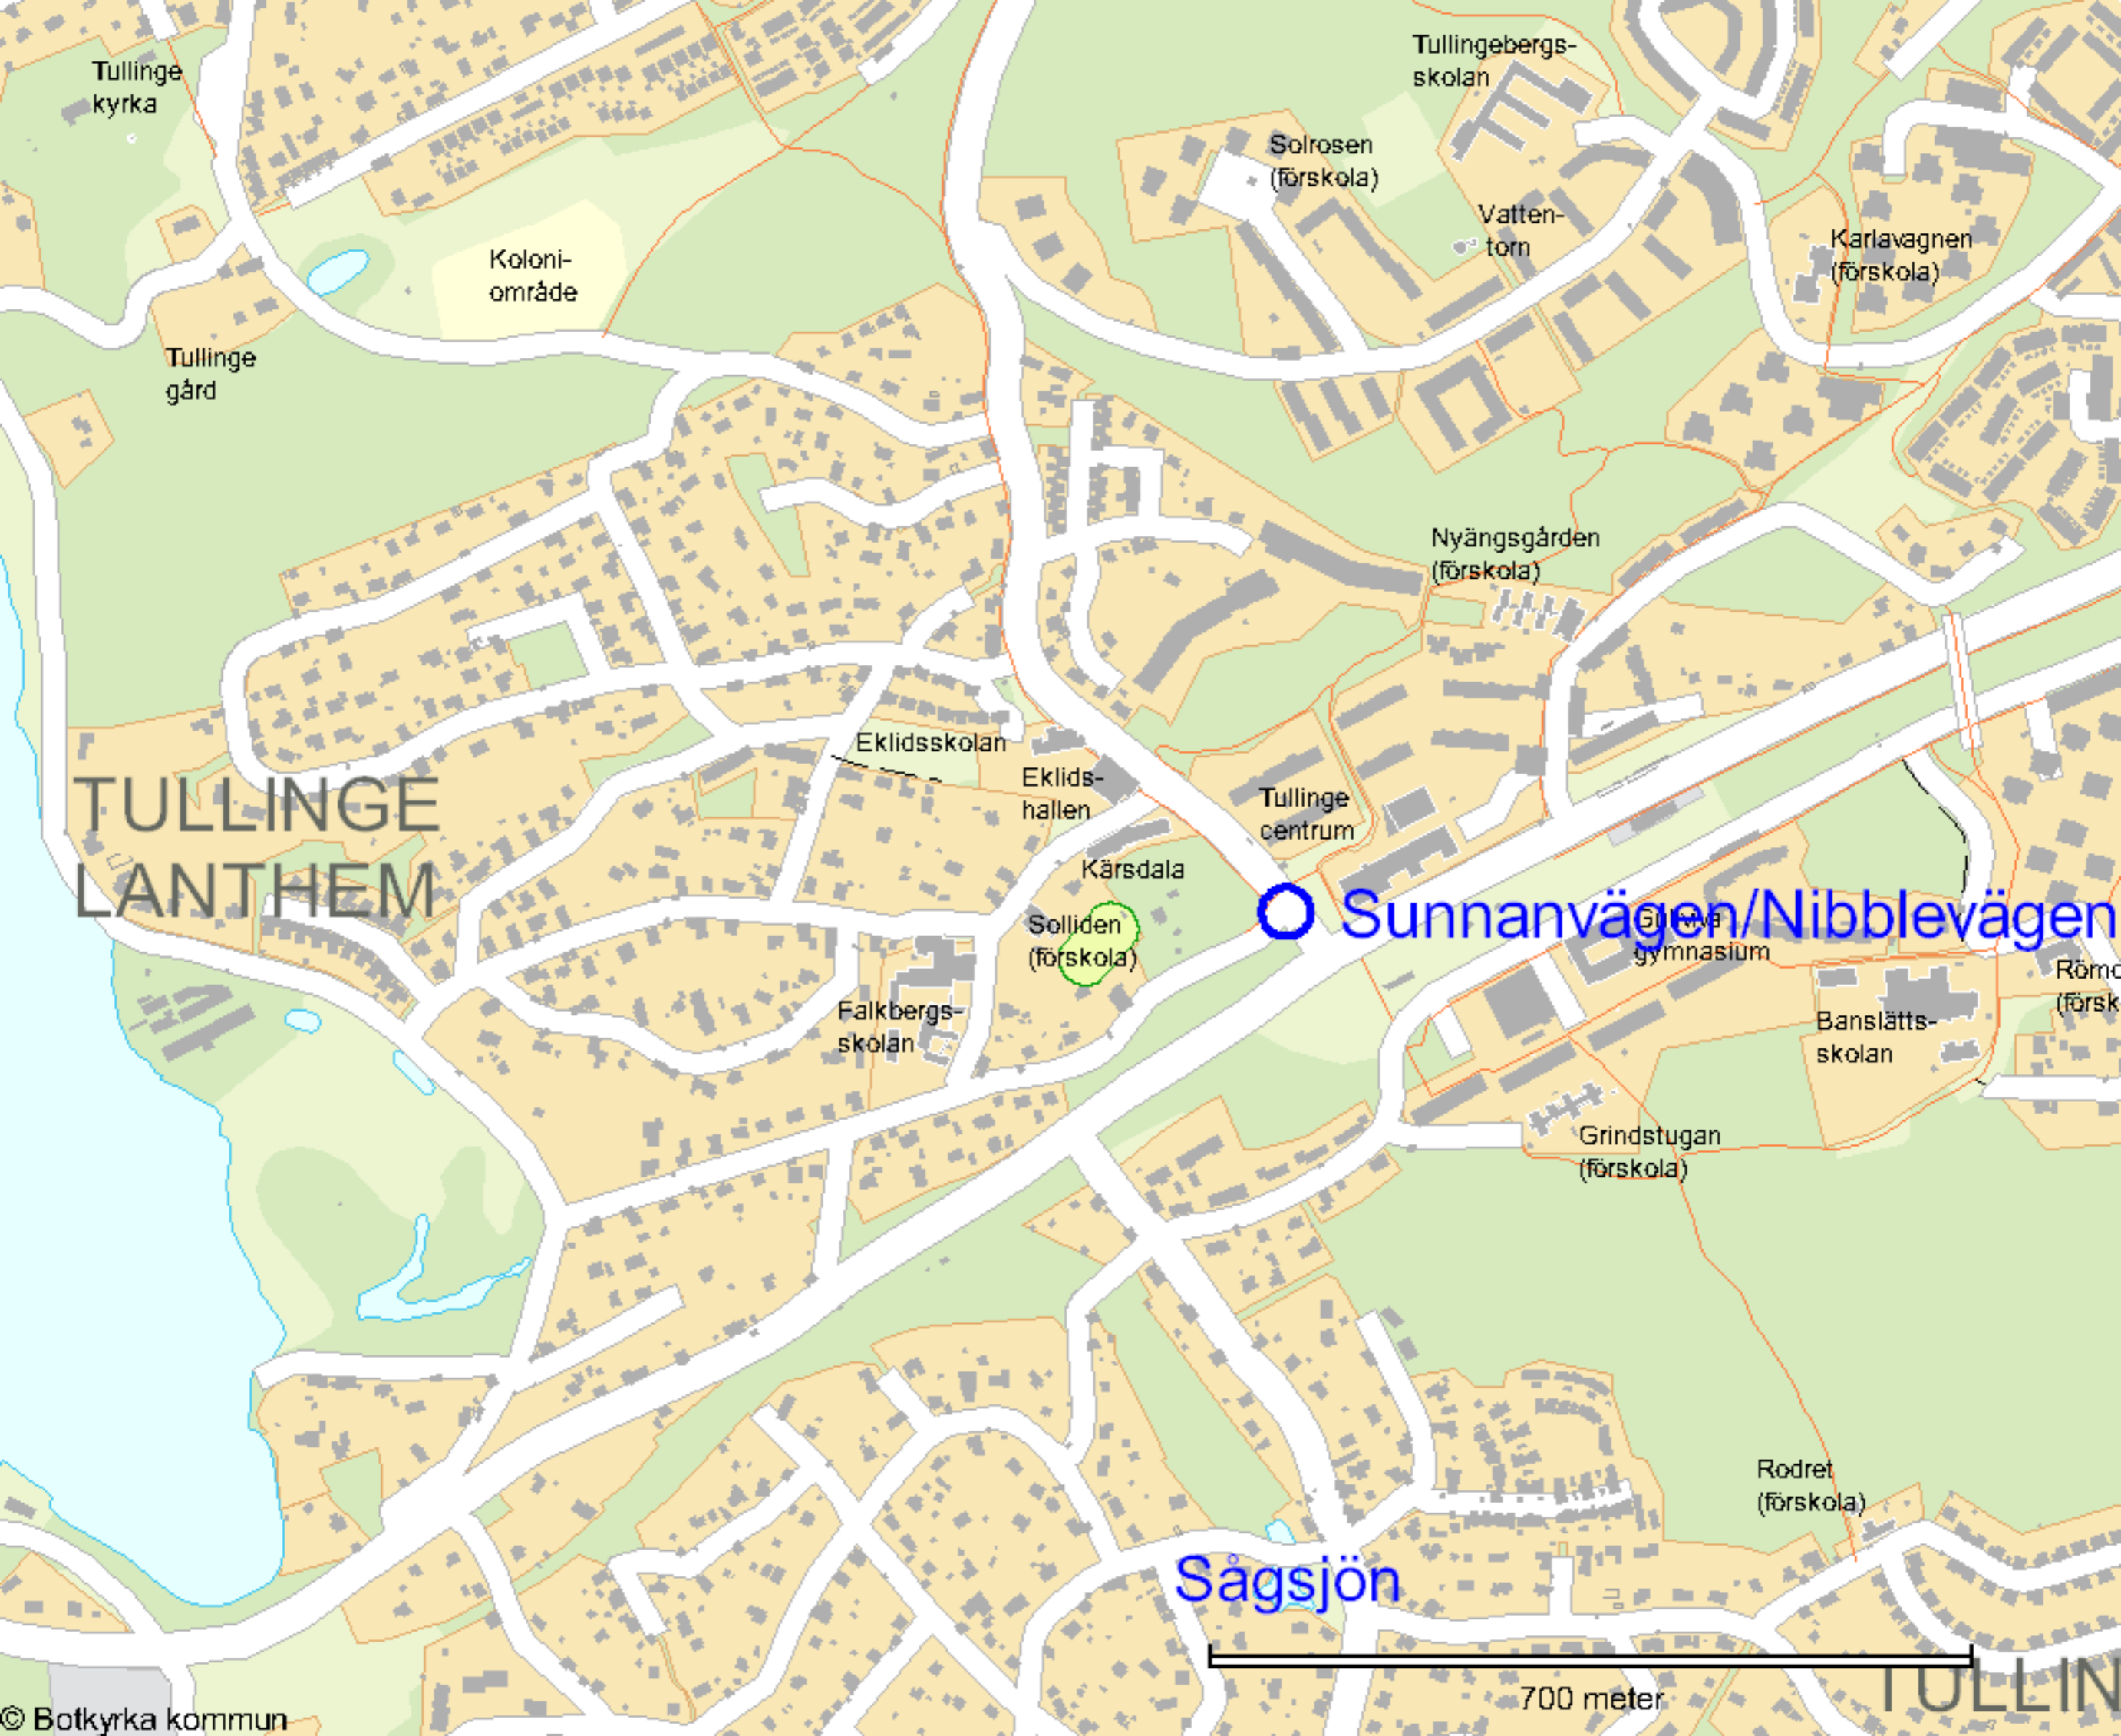 Tullingebergs-
skolan
Tullinge
kyrka
Solrosen
(förskola)
Vatten-
torn
Karlavagnen
(förskola)
Koloni-
område
Tullinge
gård
Nyängsgården
(förskola)
Eklidsskolan
Eklids-
hallen
Tullinge
centrum
TULLINGE
LANTHEM
Kärsdala
Solliden
(förskola)
Sunnanvägen/Nibblevägen
gymnasium
Falkbergs-
skolan
(försk
Banslätts-
skolan
Grindstugan
(förskola)
Rodret
(förskola)
Sågsjön
700 meter
TULLIN
© Botkyrka kommun